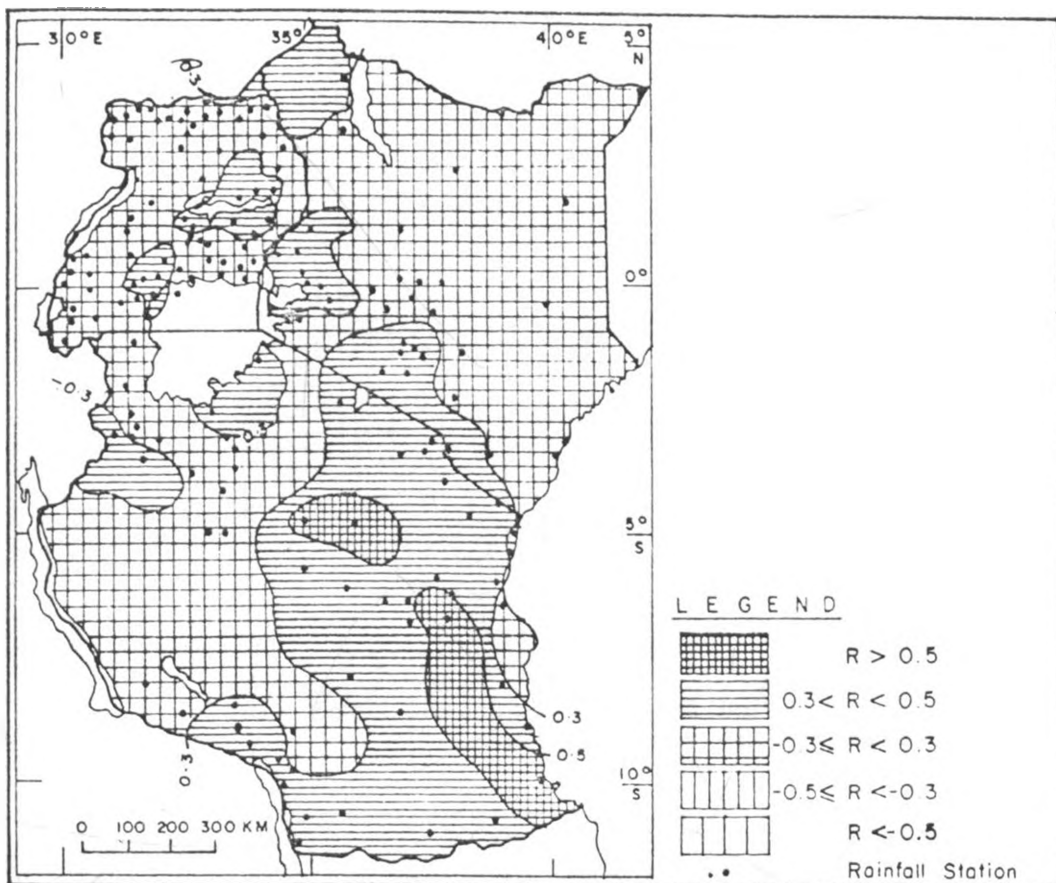 30°E 35° 40°E 5°
N
0.3
0°
-0.3
0.3
5°
S
LEGEND
R > 0.5
0.3 < R < 0.5
-0.3 ≤ R < 0.3
-0.5 ≤ R < -0.3
R < -0.5
Rainfall Station
0.3
0.5
0.3
10°
S
0 100 200 300 KM